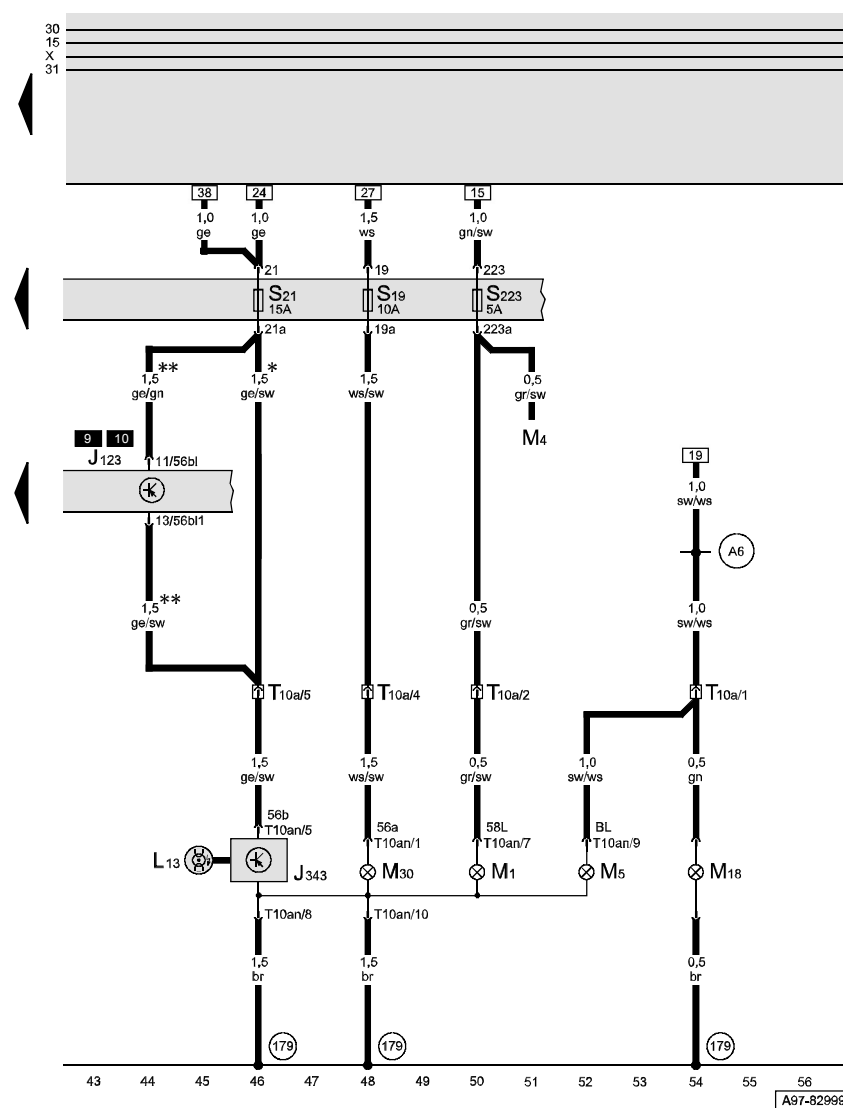 30
15
X
31
38 24 27 15
1,0 1,0 1,5 1,0
ge ge ws gn/sw
21 19 223
S21 S19 S223
15A 10A 5A
21a 19a 223a
** *
1,5 1,5 1,5 0,5
ge/gn ge/sw ws/sw gr/sw
M4
9 10
J123 11/56bl
19
1,0
sw/ws
13/56bl1
A6
**
1,5 0,5 1,0
ge/sw gr/sw sw/ws
T10a/5 T10a/4 T10a/2 T10a/1
1,5 1,5 0,5 1,0 0,5
ge/sw ws/sw gr/sw sw/ws gn
56b 56a 58L BL
T10an/5 T10an/1 T10an/7 T10an/9
L13 J343 M30 M1 M5 M18
T10an/8 T10an/10
1,5 1,5 0,5
br br br
179 179 179
43 44 45 46 47 48 49 50 51 52 53 54 55 56
A97-82999